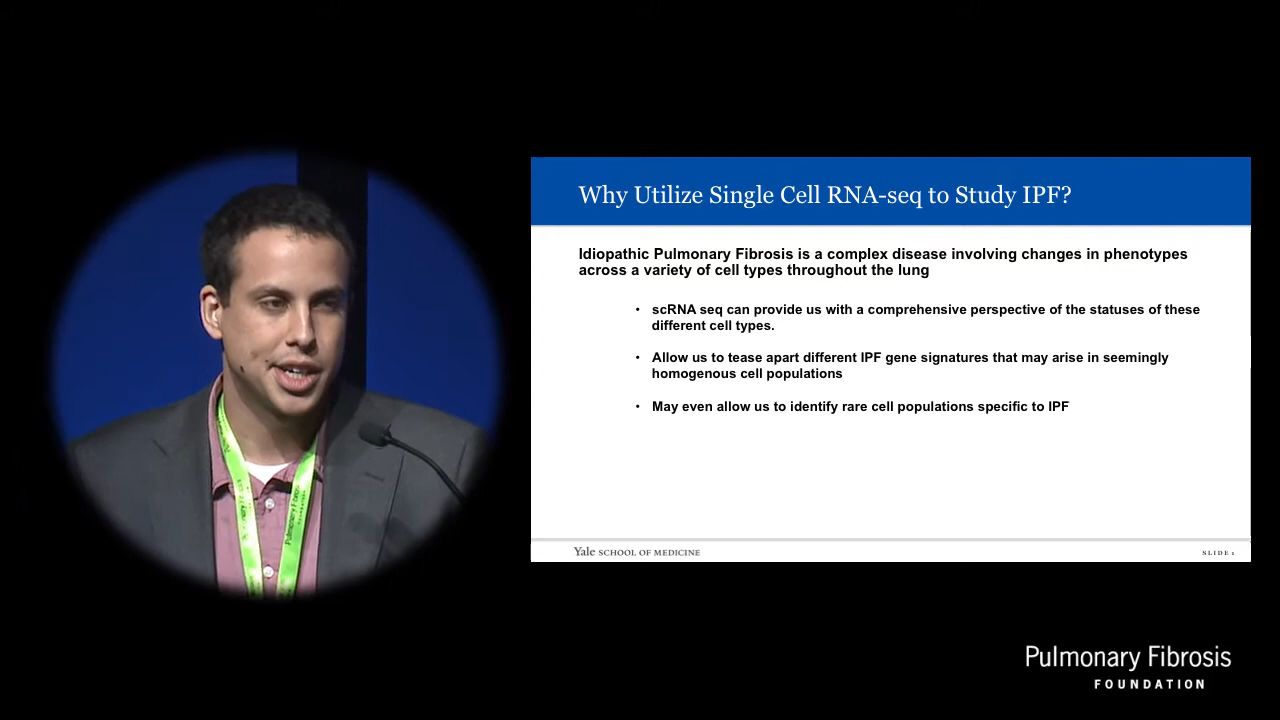 Why Utilize Single Cell RNA-seq to Study IPF?
Idiopathic Pulmonary Fibrosis is a complex disease involving changes in phenotypes
across a variety of cell types throughout the lung
• scRNA seq can provide us with a comprehensive perspective of the statuses of these
different cell types.
• Allow us to tease apart different IPF gene signatures that may arise in seemingly
homogenous cell populations
• May even allow us to identify rare cell populations specific to IPF
Yale SCHOOL OF MEDICINE
SLIDE 1
Pulmonary Fibrosis
Pulmonary Fibrosis
FOUNDATION